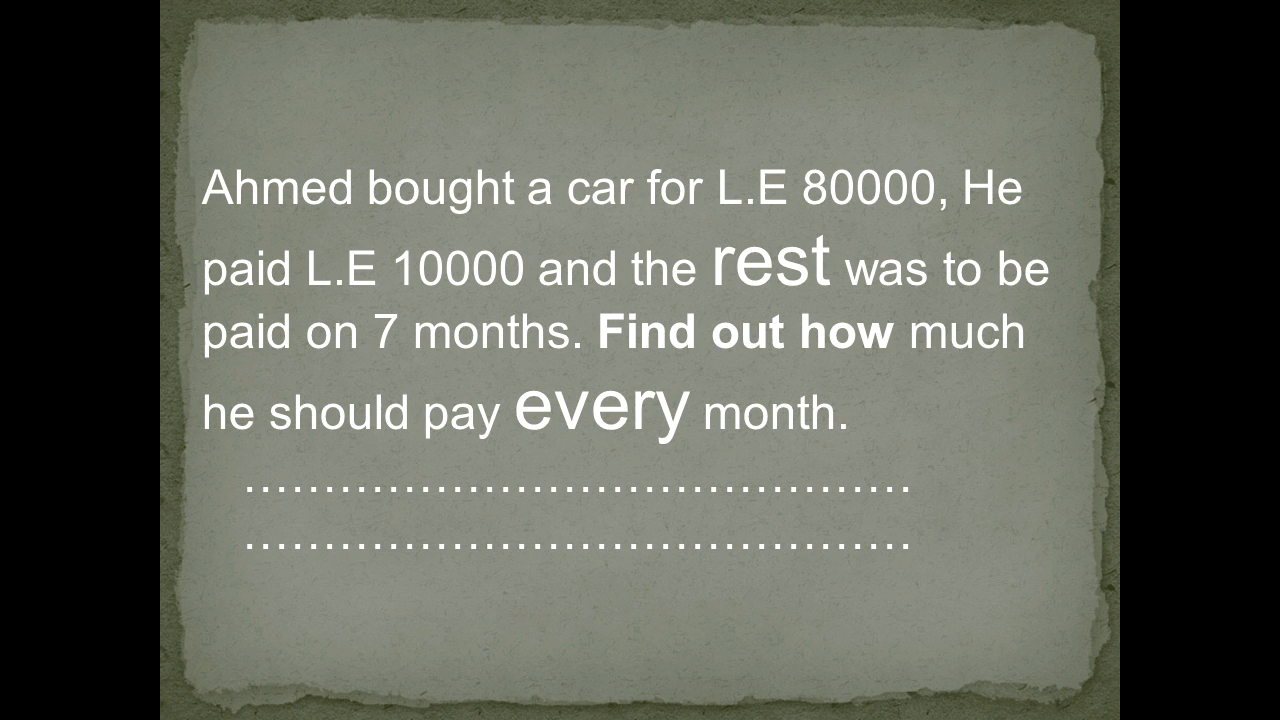 Ahmed bought a car for L.E 80000, He
paid L.E 10000 and the rest was to be
paid on 7 months. Find out how much
he should pay every month.
……………………………………
……………………………………